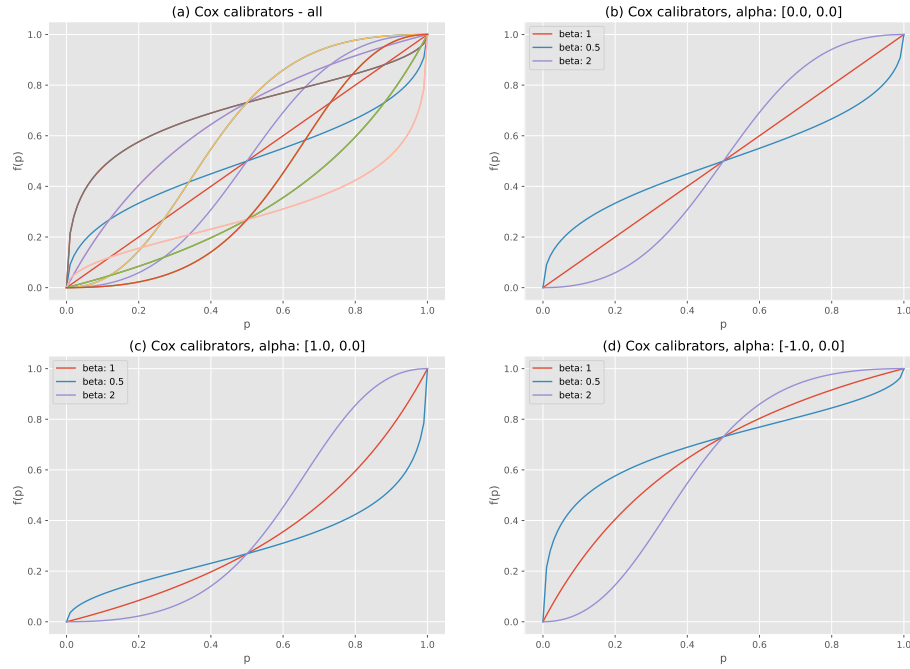 (a) Cox calibrators - all
1.0
0.8
0.6
0.4
0.2
0.0
f(p)
0.0 0.2 0.4 0.6 0.8 1.0
p
(b) Cox calibrators, alpha: [0.0, 0.0]
beta: 1
beta: 0.5
beta: 2
1.0
0.8
0.6
0.4
0.2
0.0
f(p)
0.0 0.2 0.4 0.6 0.8 1.0
p
(c) Cox calibrators, alpha: [1.0, 0.0]
beta: 1
beta: 0.5
beta: 2
1.0
0.8
0.6
0.4
0.2
0.0
f(p)
0.0 0.2 0.4 0.6 0.8 1.0
p
(d) Cox calibrators, alpha: [-1.0, 0.0]
beta: 1
beta: 0.5
beta: 2
1.0
0.8
0.6
0.4
0.2
0.0
f(p)
0.0 0.2 0.4 0.6 0.8 1.0
p